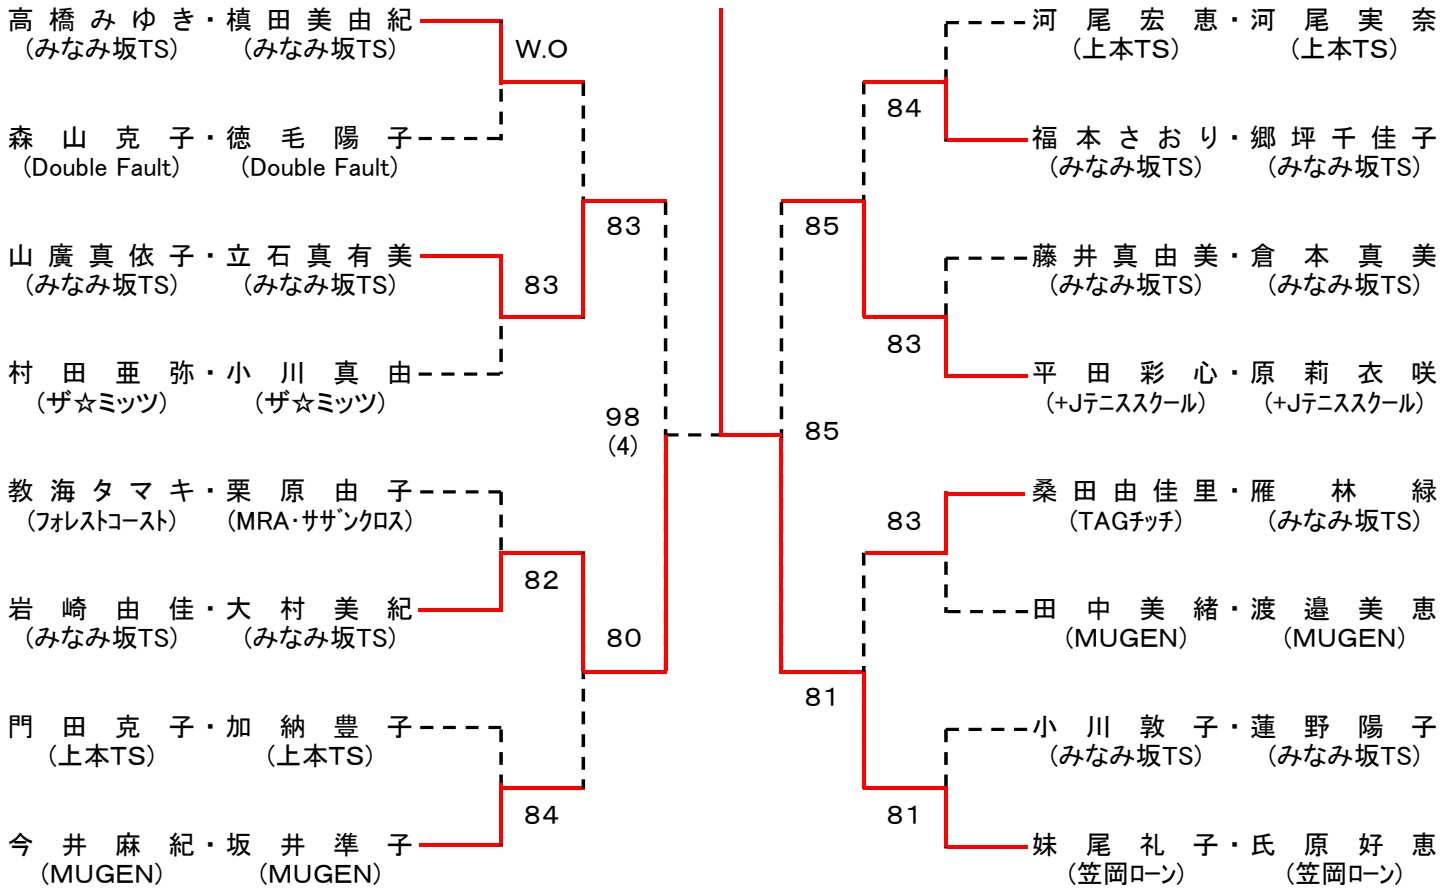 高橋みゆき・槙田美由紀
(みなみ坂TS) (みなみ坂TS)
W.O
森山克子・徳毛陽子
(Double Fault) (Double Fault)
83
山廣真依子・立石真有美
(みなみ坂TS) (みなみ坂TS)
83
村田亜弥・小川真由
(ザ☆ミッツ) (ザ☆ミッツ)
98
(4)
教海タマキ・栗原由子
(フォレストコースト) (MRA・サザンクロス)
82
岩崎由佳・大村美紀
(みなみ坂TS) (みなみ坂TS)
80
門田克子・加納豊子
(上本TS) (上本TS)
84
今井麻紀・坂井準子
(MUGEN) (MUGEN)
河尾宏恵・河尾実奈
(上本TS) (上本TS)
84
福本さおり・郷坪千佳子
(みなみ坂TS) (みなみ坂TS)
85
藤井真由美・倉本真美
(みなみ坂TS) (みなみ坂TS)
83
平田彩心・原莉衣咲
(+Jテニススクール) (+Jテニススクール)
85
桑田由佳里・雁林緑
(TAGチッチ) (みなみ坂TS)
83
田中美緒・渡邉美恵
(MUGEN) (MUGEN)
81
小川敦子・蓮野陽子
(みなみ坂TS) (みなみ坂TS)
81
妹尾礼子・氏原好恵
(笠岡ローン) (笠岡ローン)